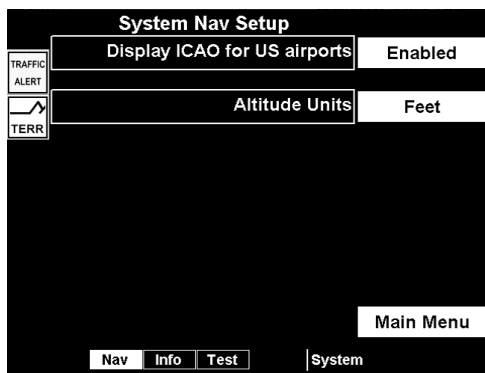 System Nav Setup
Display ICAO for US airports Enabled
TRAFFIC
ALERT
Altitude Units Feet
TERR
Main Menu
Nav Info Test System